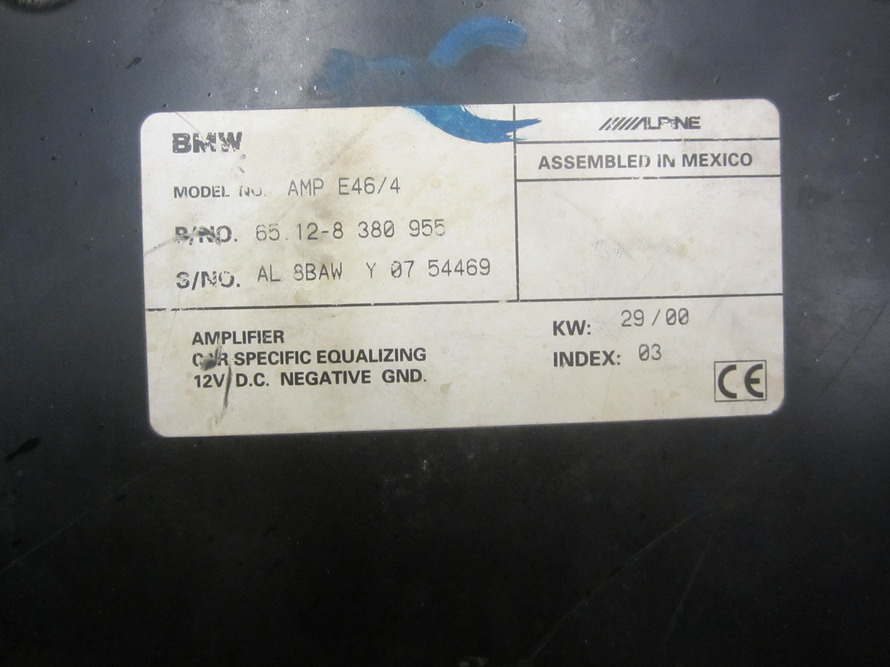 BMW
MODEL NO. AMP E46/4
P/NO. 65.12-8 380 955
S/NO. AL 8BAW Y 07 54469
ALPINE
ASSEMBLED IN MEXICO
AMPLIFIER
CAR SPECIFIC EQUALIZING
12V D.C. NEGATIVE GND.
KW: 29/00
INDEX: 03
CE